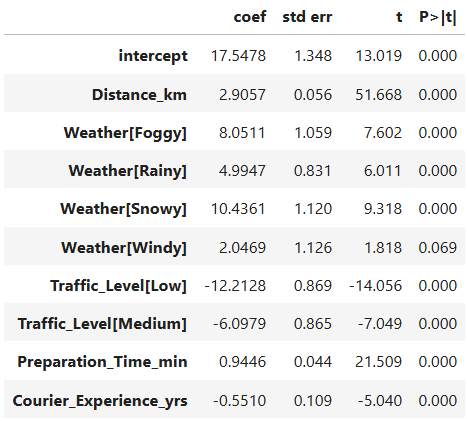 coef std err t P>|t|
intercept 17.5478 1.348 13.019 0.000
Distance_km 2.9057 0.056 51.668 0.000
Weather[Foggy] 8.0511 1.059 7.602 0.000
Weather[Rainy] 4.9947 0.831 6.011 0.000
Weather[Snowy] 10.4361 1.120 9.318 0.000
Weather[Windy] 2.0469 1.126 1.818 0.069
Traffic_Level[Low] -12.2128 0.869 -14.056 0.000
Traffic_Level[Medium] -6.0979 0.865 -7.049 0.000
Preparation_Time_min 0.9446 0.044 21.509 0.000
Courier_Experience_yrs -0.5510 0.109 -5.040 0.000